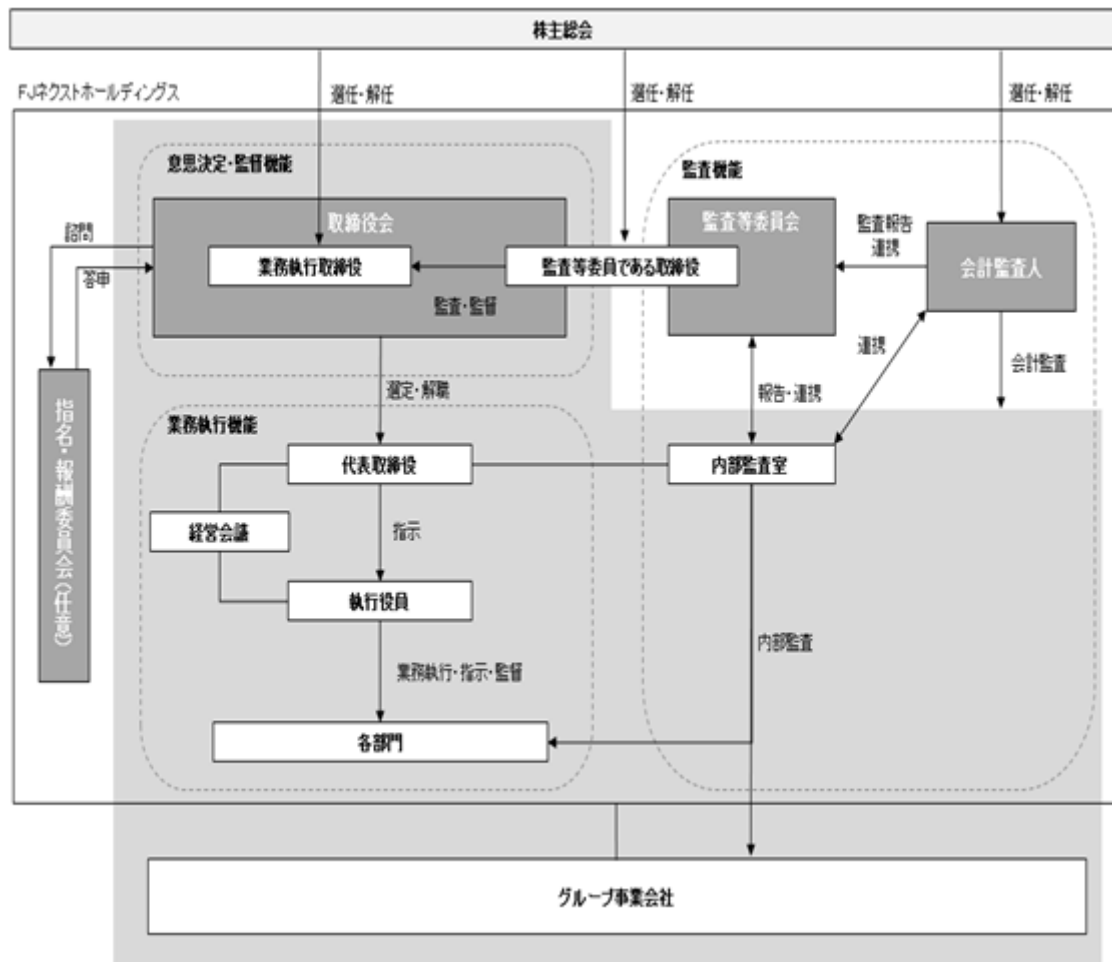 株主総会
FJネクストホールディングス
選任・解任
選任・解任
選任・解任
意思決定・監督機能
監査機能
取締役会
監査等委員会
監査報告
連携
会計監査人
諮問
答申
業務執行取締役
監査等委員である取締役
監査・監督
連携
会計監査
選定・解職
報告・連携
指名・報酬委員会(任意)
業務執行機能
代表取締役
内部監査室
経営会議
指示
執行役員
内部監査
業務執行・指示・監督
各部門
グループ事業会社